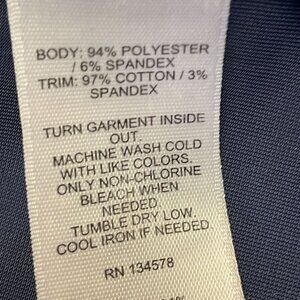 BODY: 94% POLYESTER
/ 6% SPANDEX
TRIM: 97% COTTON / 3%
SPANDEX
TURN GARMENT INSIDE
OUT.
MACHINE WASH COLD
WITH LIKE COLORS.
ONLY NON-CHLORINE
BLEACH WHEN
NEEDED.
TUMBLE DRY LOW.
COOL IRON IF NEEDED.
RN 134578